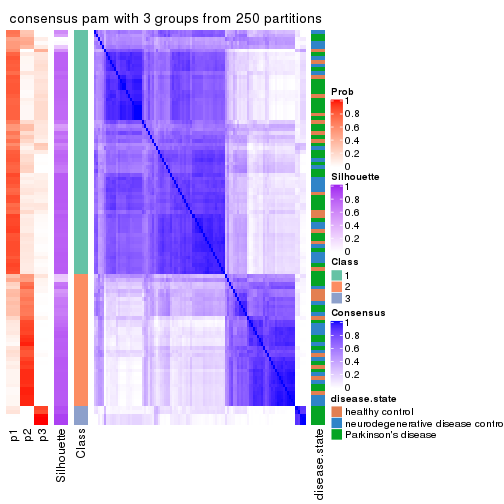 consensus pam with 3 groups from 250 partitions
Prob
1
0.8
0.6
0.4
0.2
0
Silhouette
1
0.8
0.6
0.4
0.2
0
Class
1
2
3
Consensus
1
0.8
0.6
0.4
0.2
0
disease.state
healthy control
neurodegenerative disease contro
Parkinson's disease
p1
p2
p3
Silhouette
Class
disease.state